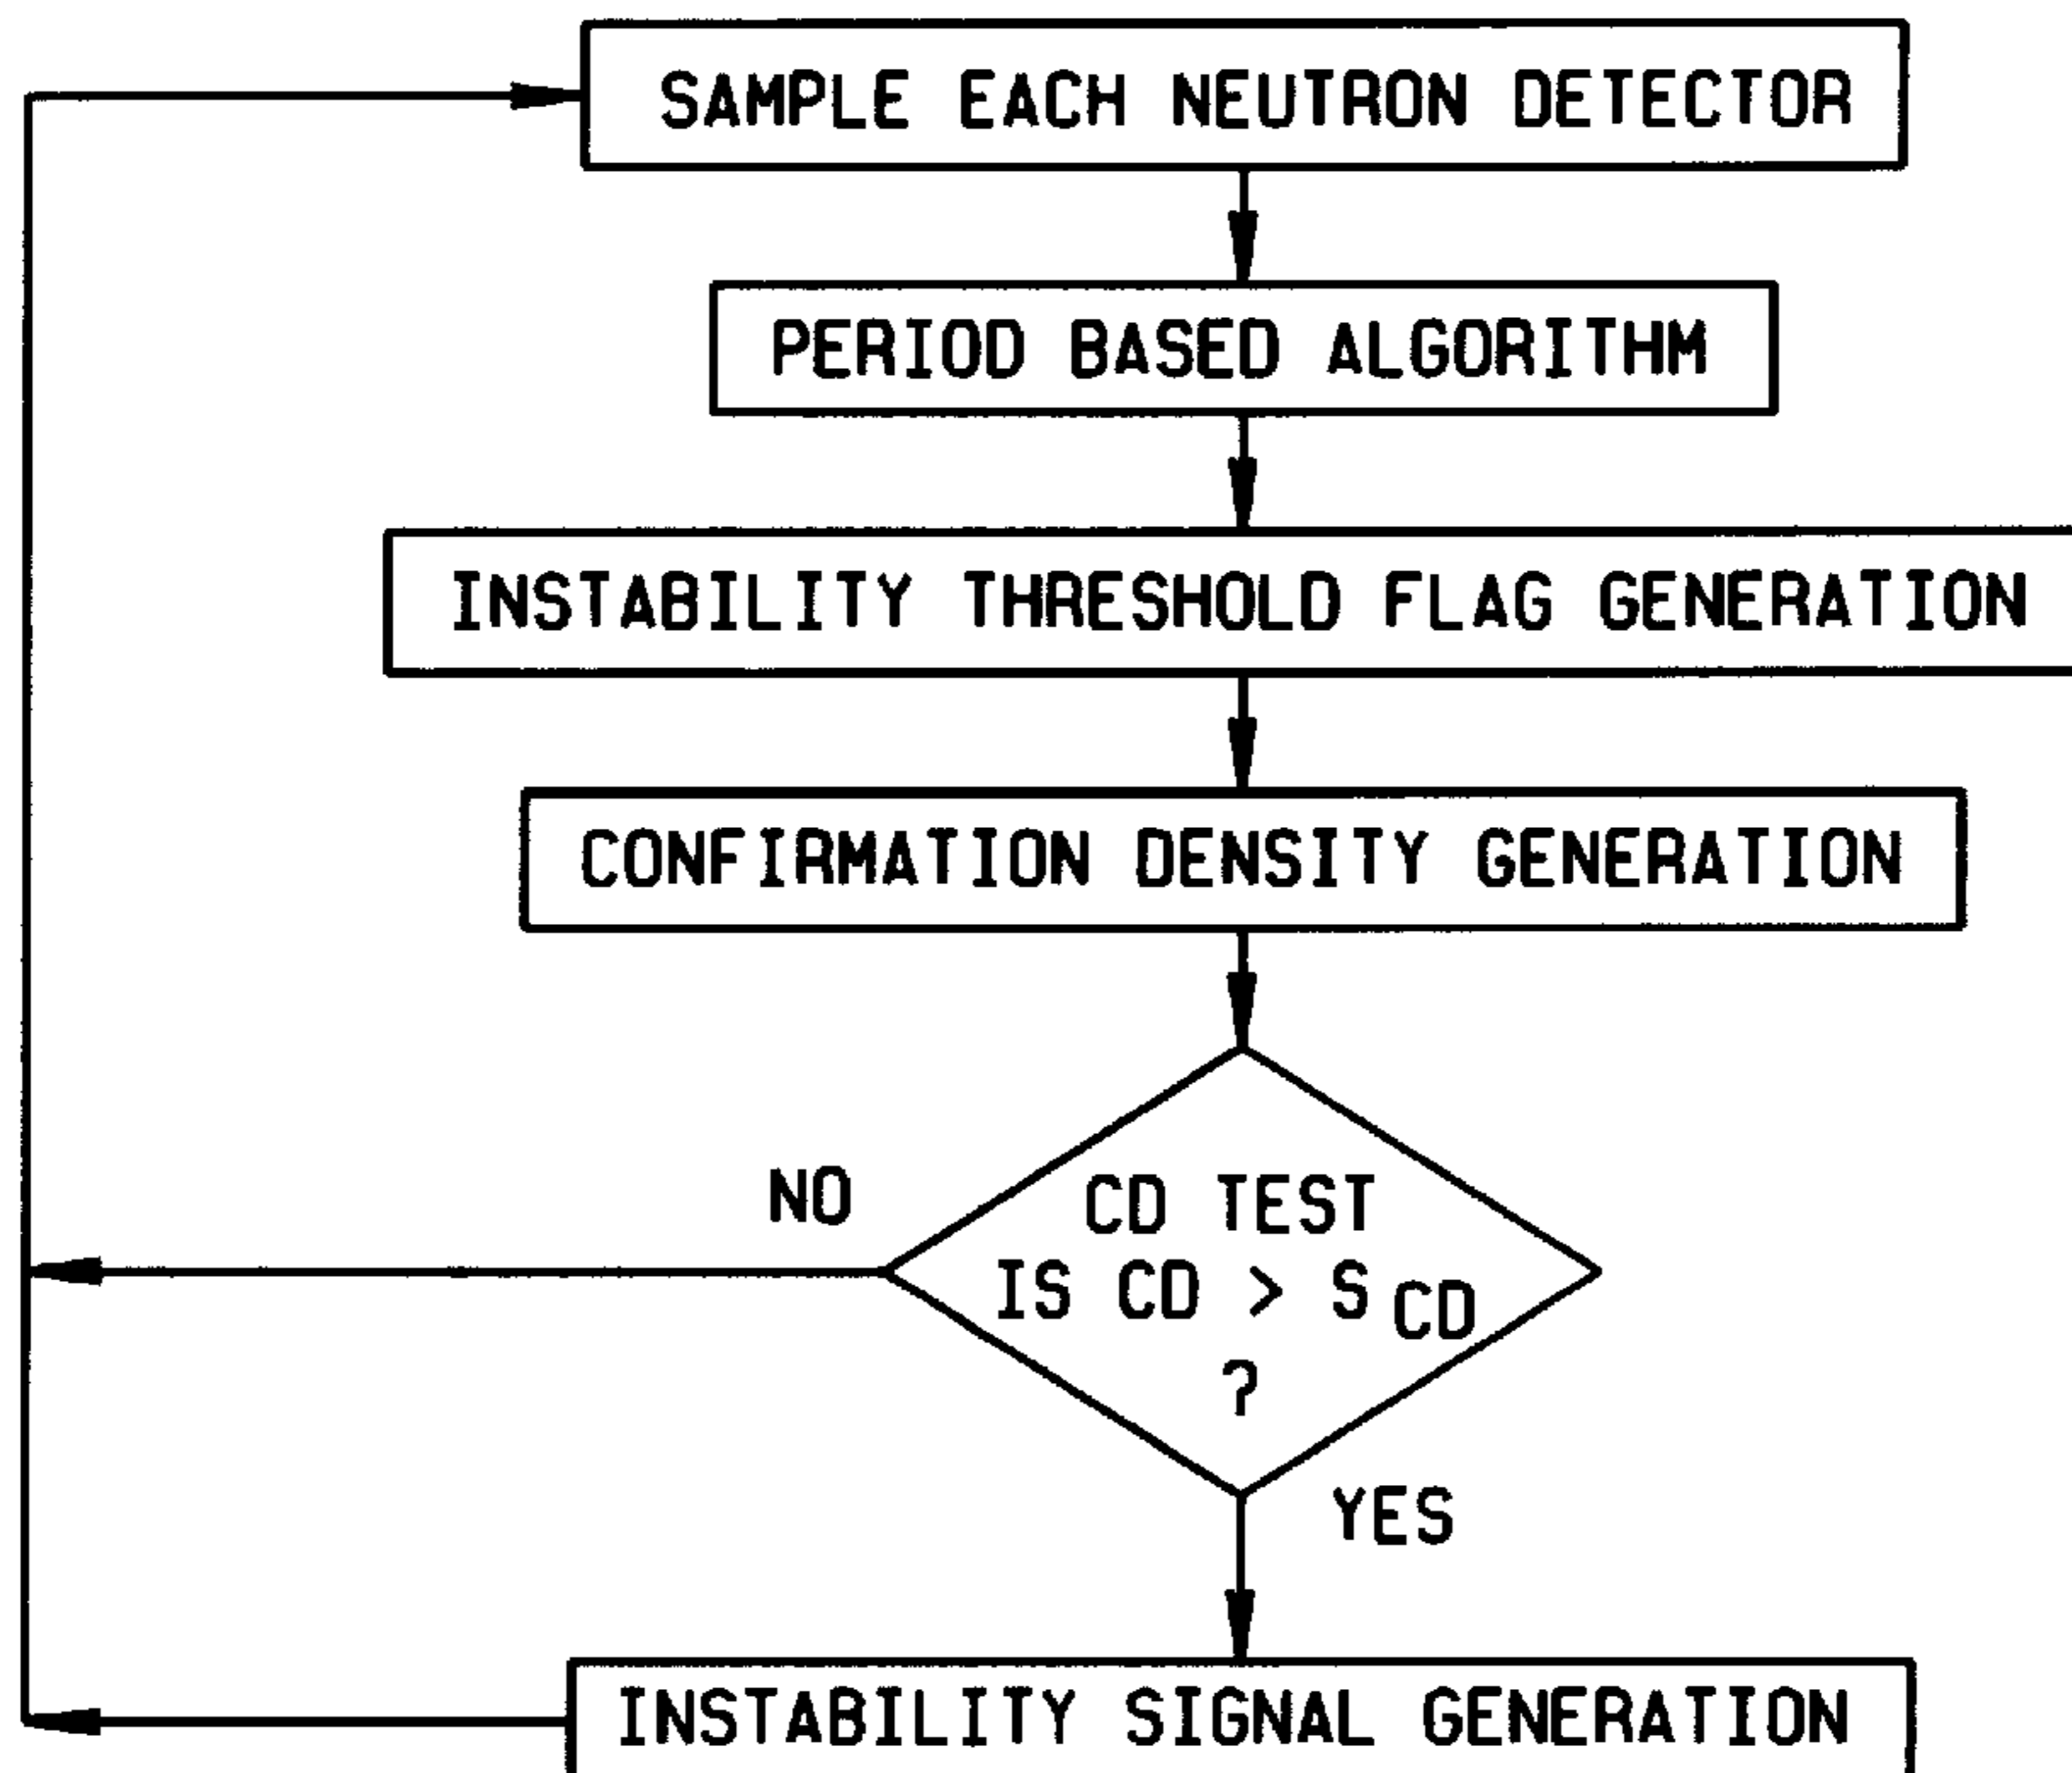 SAMPLE EACH NEUTRON DETECTOR
PERIOD BASED ALGORITHM
INSTABILITY THRESHOLD FLAG GENERATION
CONFIRMATION DENSITY GENERATION
NO
CD TEST
IS CD > S CD
?
YES
INSTABILITY SIGNAL GENERATION